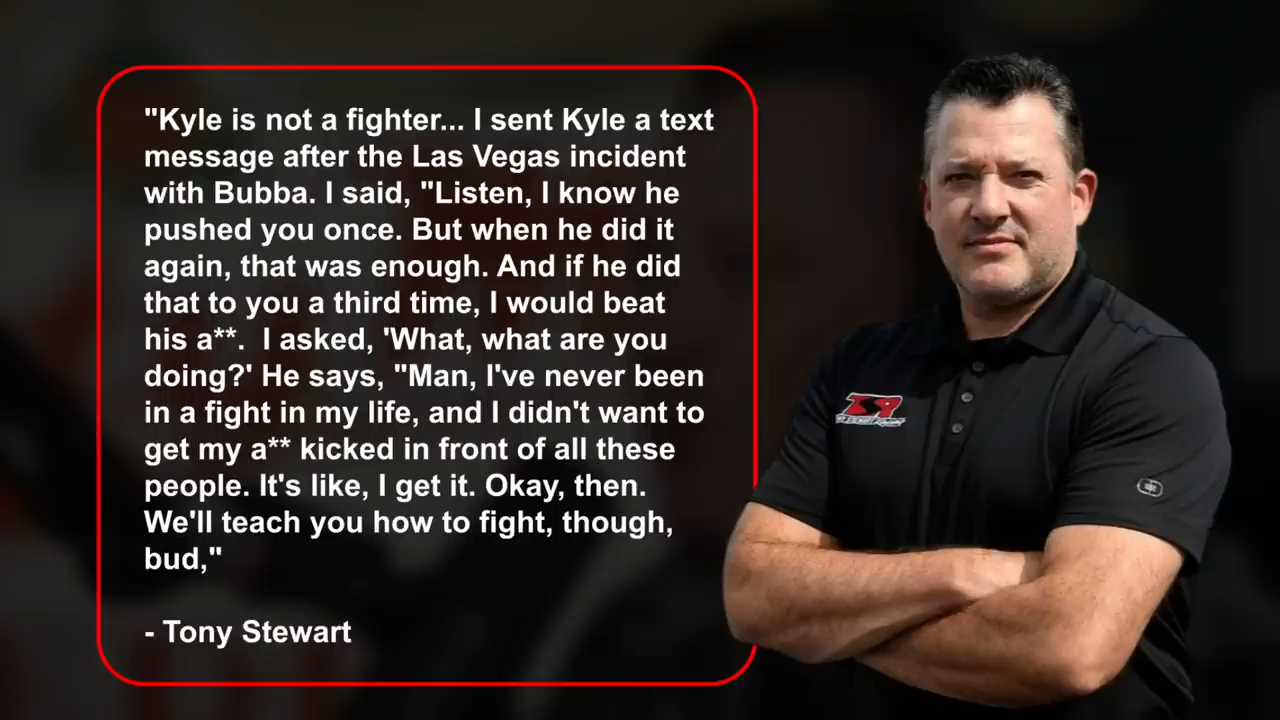 "Kyle is not a fighter... I sent Kyle a text
message after the Las Vegas incident
with Bubba. I said, "Listen, I know he
pushed you once. But when he did it
again, that was enough. And if he did
that to you a third time, I would beat
his a**.  I asked, 'What, what are you
doing?' He says, "Man, I've never been
in a fight in my life, and I didn't want to
get my a** kicked in front of all these
people. It's like, I get it. Okay, then.
We'll teach you how to fight, though,
bud,"
- Tony Stewart